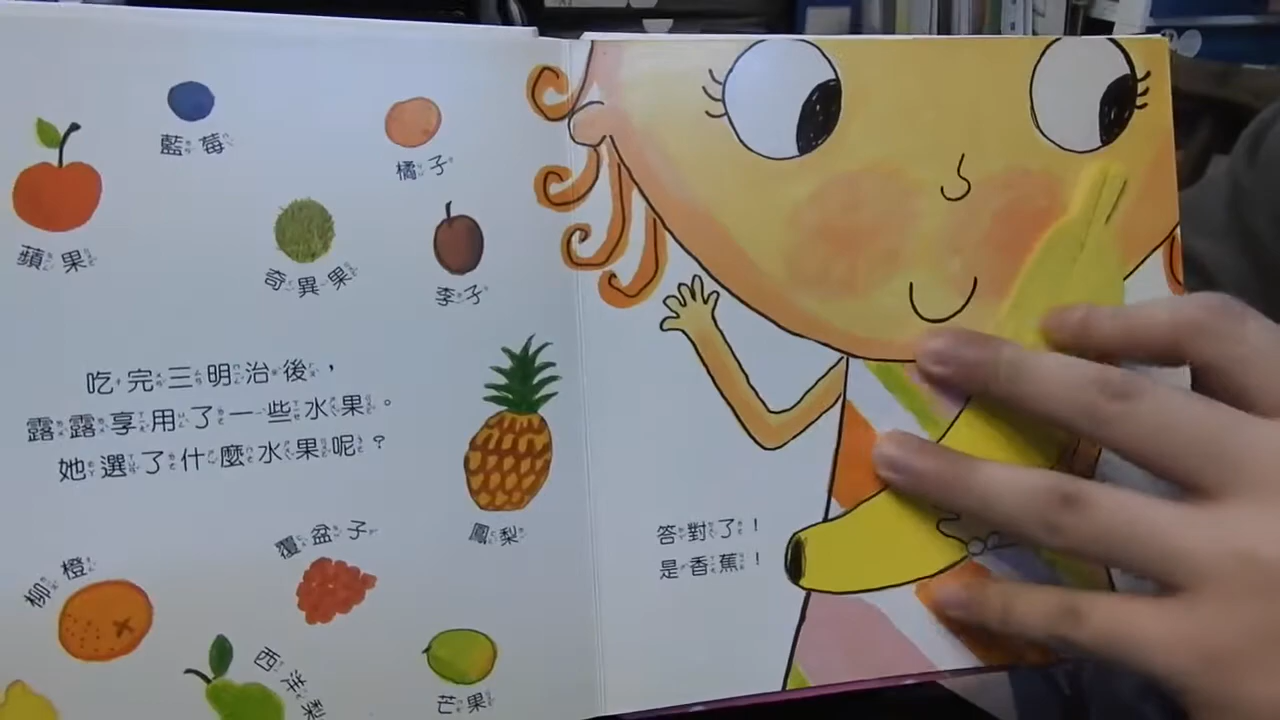 藍莓
橘子
蘋果
奇異果
李子
吃完三明治後，
露露享用了一些水果。
她選了什麼水果呢？
鳳梨
覆盆子
柳橙
西洋梨
芒果
答對了！
是香蕉！